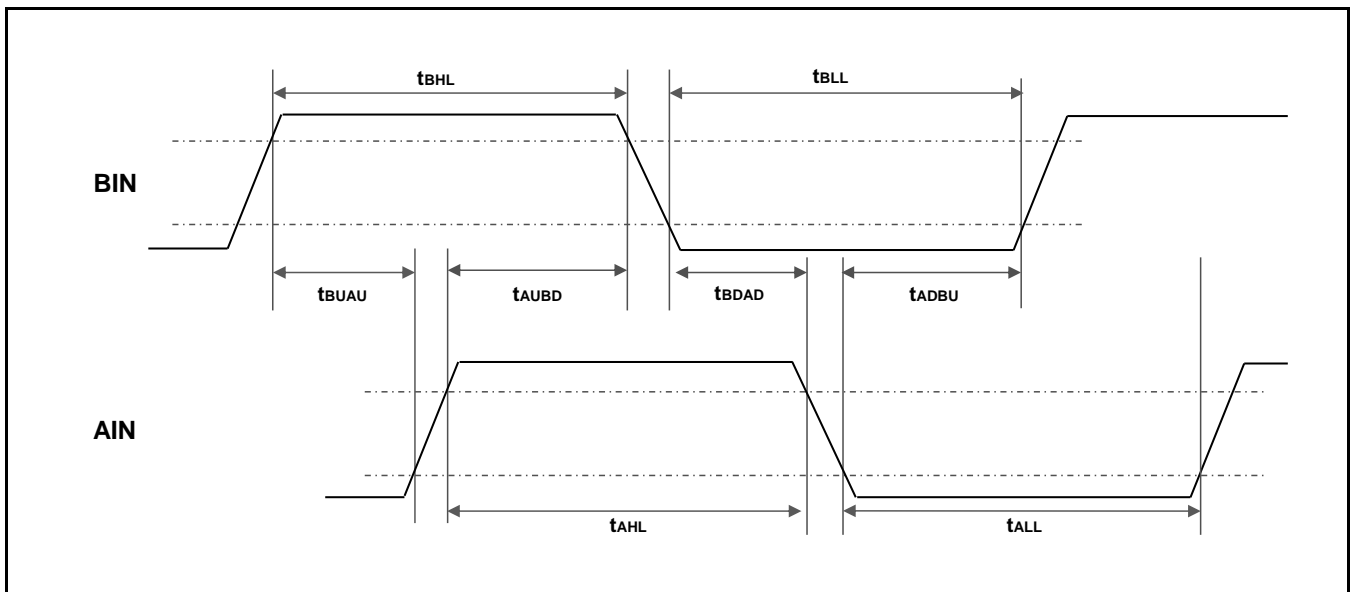 tBHL tBLL
BIN
tBUAU tAUBD tBDAD tADBU
AIN
tAHL tALL